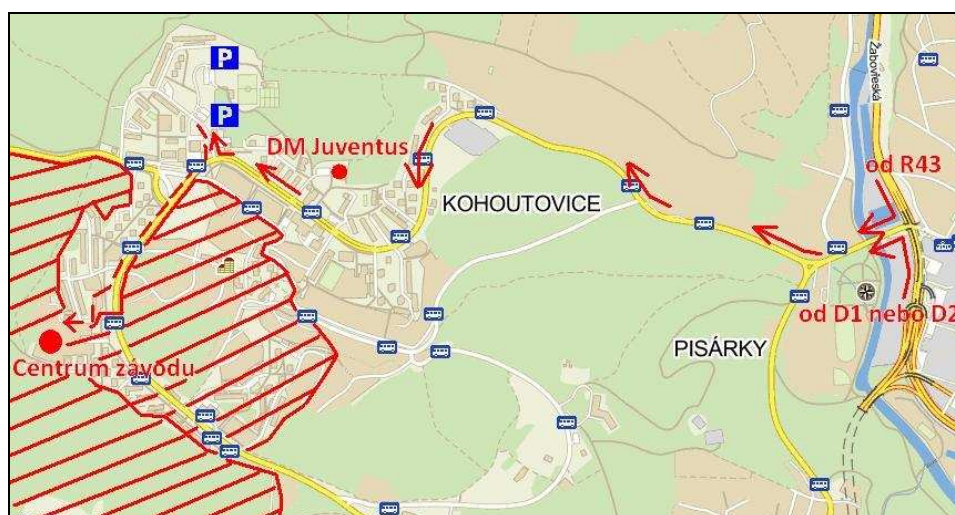 P
Žabovřeská
P
DM Juventus
od R43
KOHOUTOVICE
od D1 nebo D2
PISÁRKY
Centrum závodu